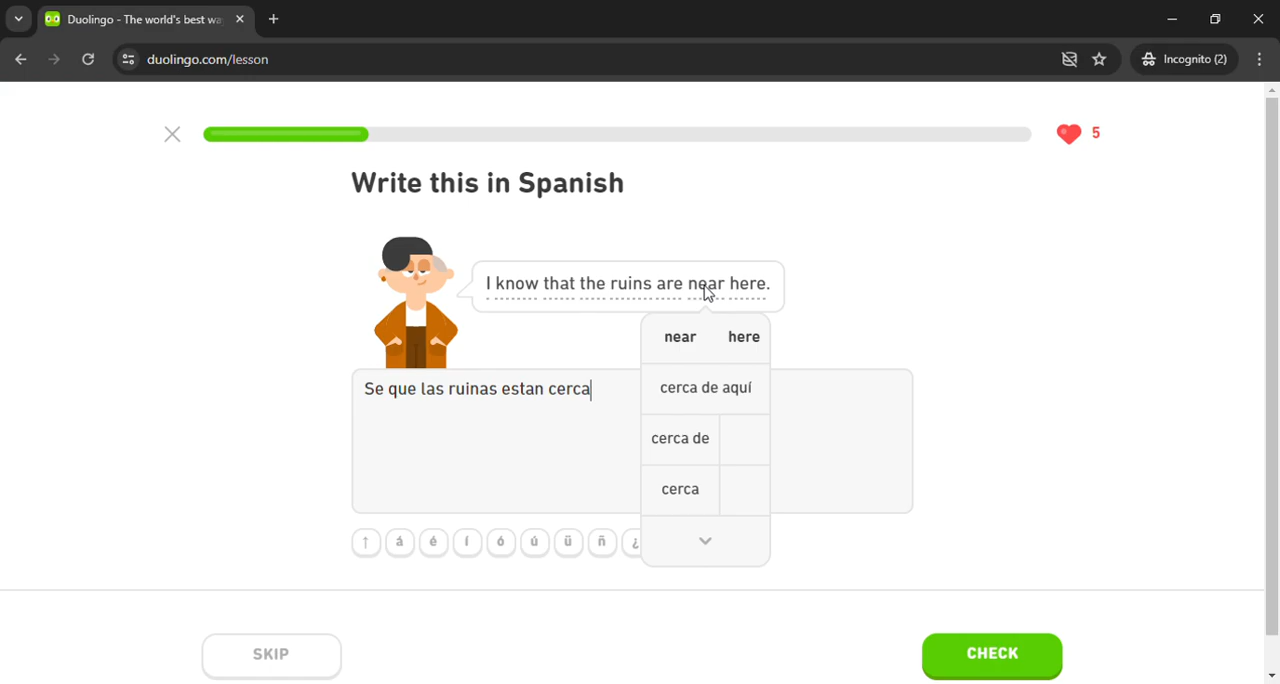 Duolingo - The world's best wa
duolingo.com/lesson
Incognito (2)
5
Write this in Spanish
I know that the ruins are near here.
near here
Se que las ruinas estan cerca
cerca de aquí
cerca de
cerca
↑ á é í ó ú ü ñ ¿
SKIP
CHECK